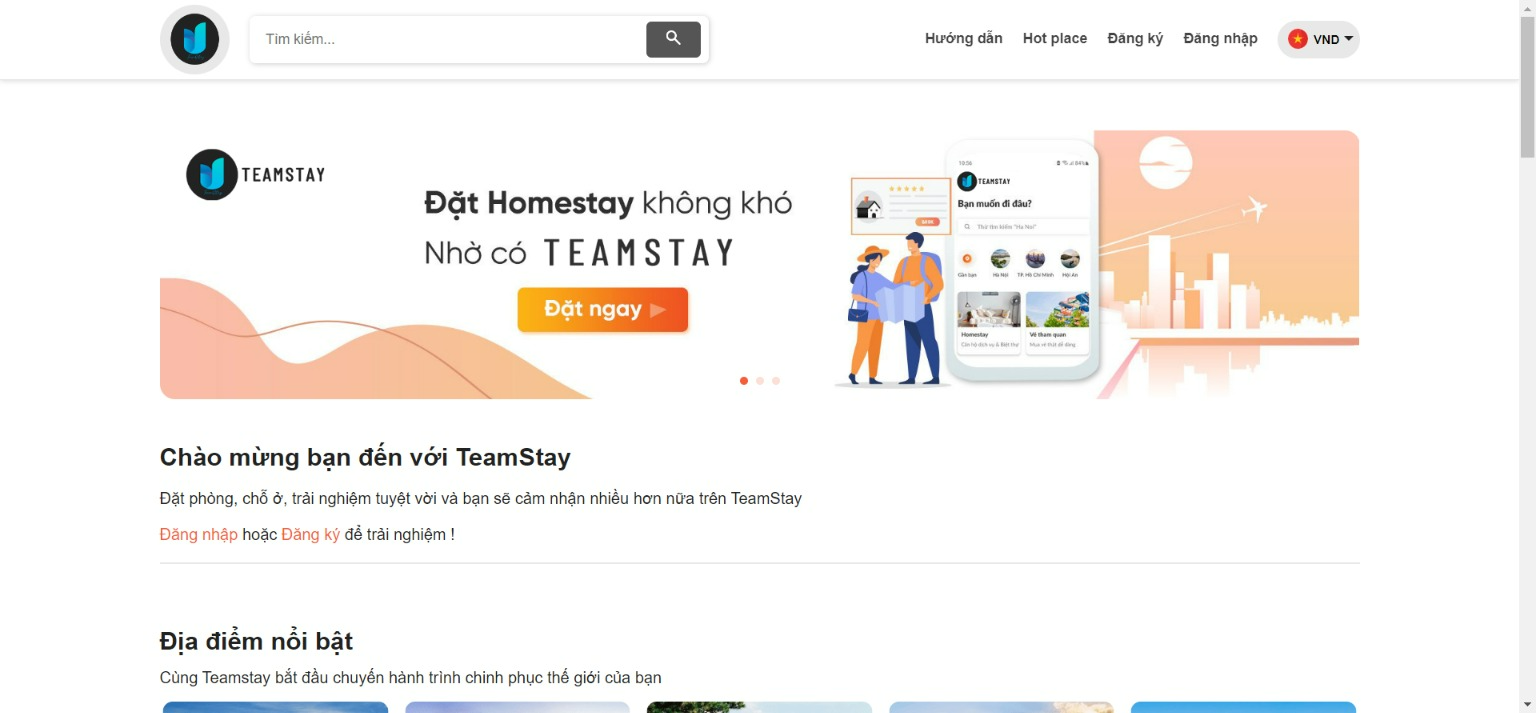 Tìm kiếm...
Hướng dẫn
Hot place
Đăng ký
Đăng nhập
VND
TEAMSTAY
Đặt Homestay không khó
Nhờ có TEAMSTAY
Đặt ngay
TEAMSTAY
Bạn muốn đi đâu?
Thử tìm kiếm "Hà Nội"
Gần bạn
Hà Nội
TP. Hồ Chí Minh
Hội An
Homestay
Vé tham quan
Căn hộ dịch vụ & Biệt thự
Mua vé thật dễ dàng
Chào mừng bạn đến với TeamStay
Đặt phòng, chỗ ở, trải nghiệm tuyệt vời và bạn sẽ cảm nhận nhiều hơn nữa trên TeamStay
Đăng nhập hoặc Đăng ký để trải nghiệm !
Địa điểm nổi bật
Cùng Teamstay bắt đầu chuyến hành trình chinh phục thế giới của bạn